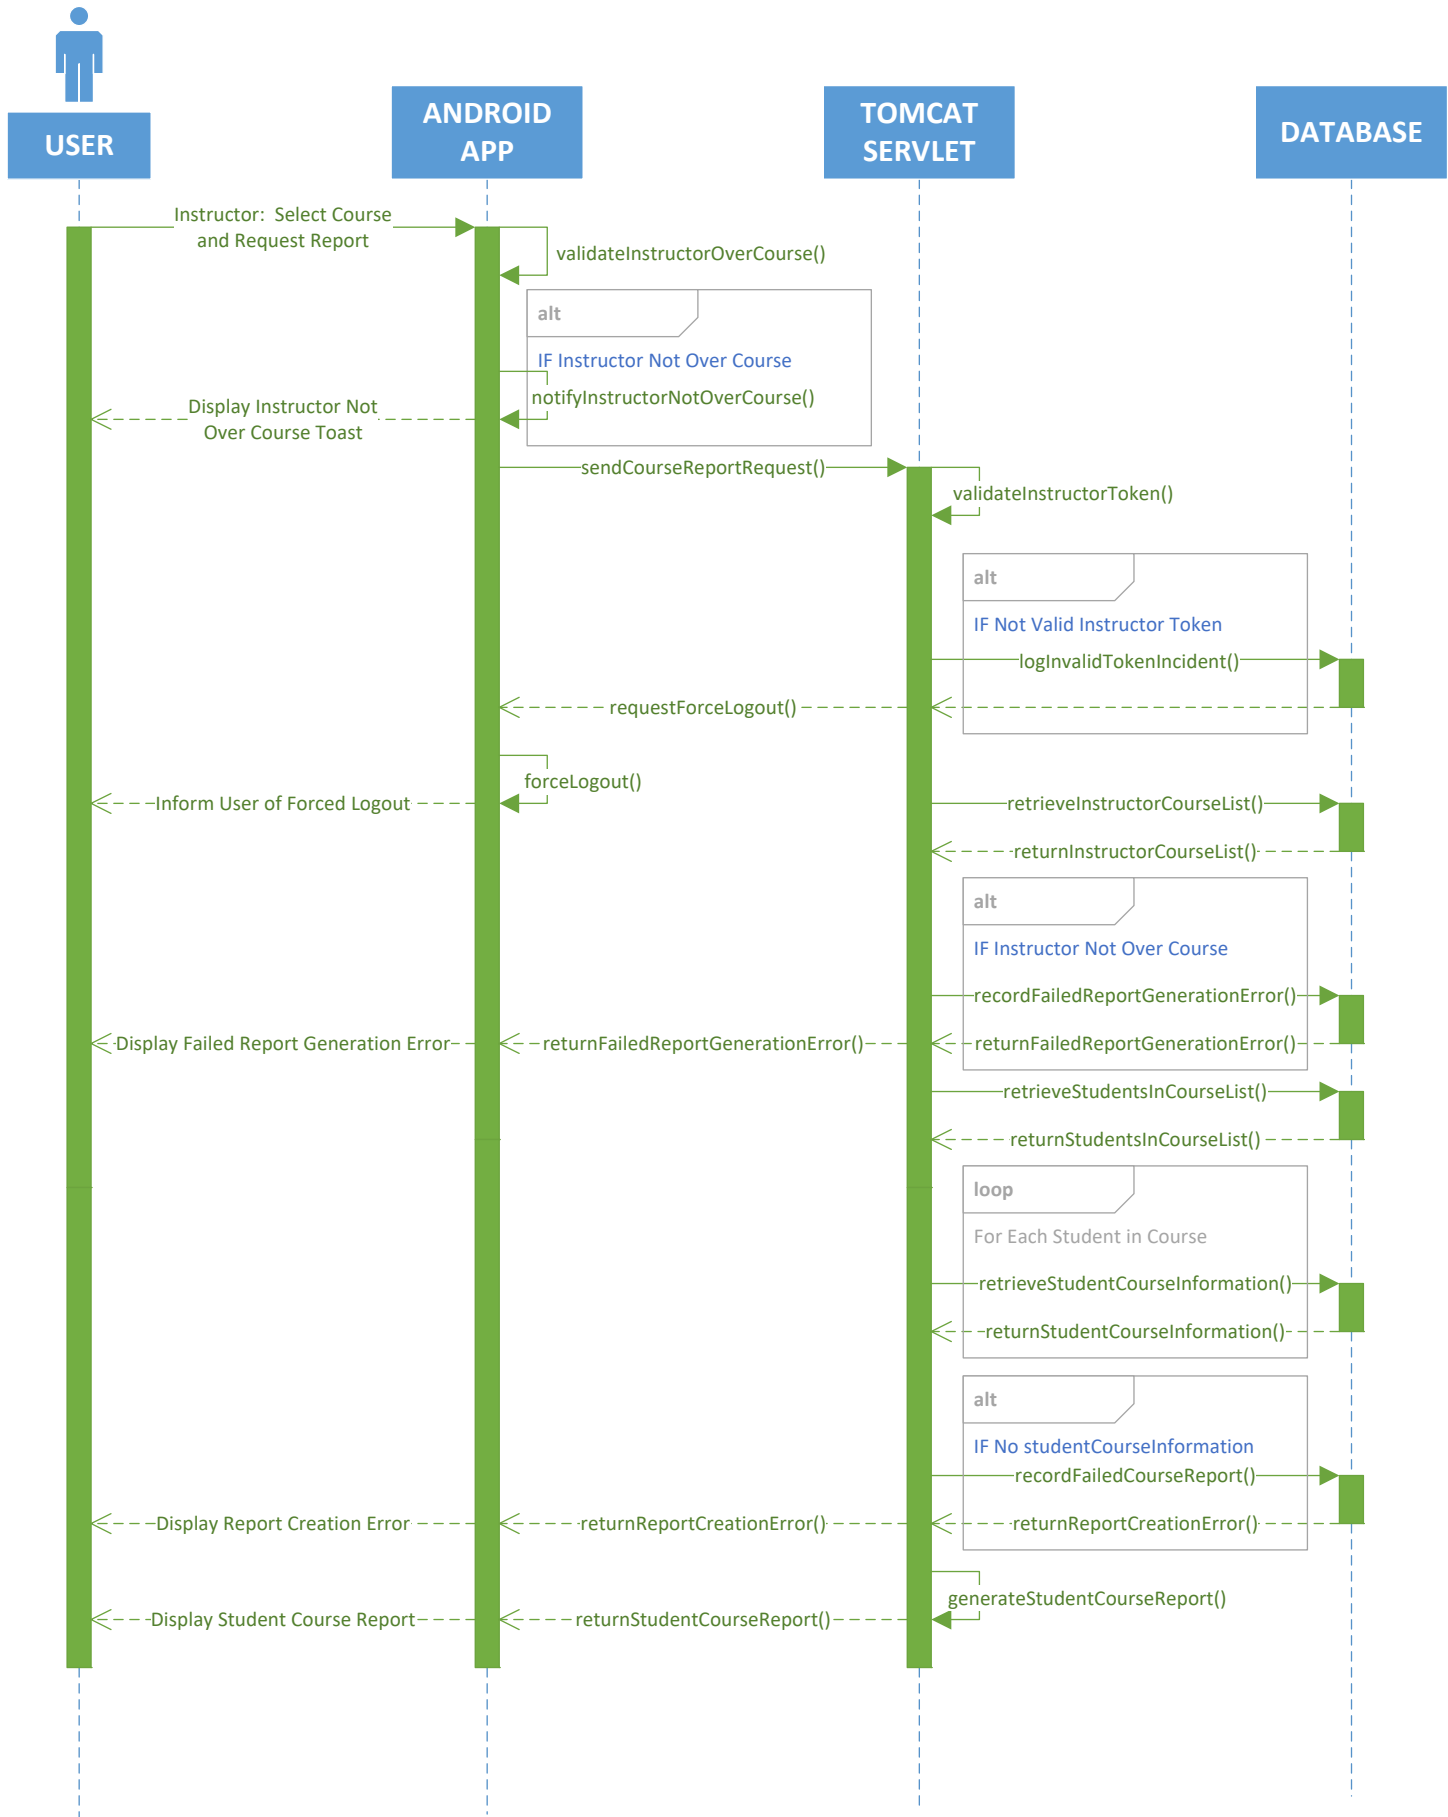 USER
ANDROID
APP
TOMCAT
SERVLET
DATABASE
Instructor: Select Course
and Request Report
validateInstructorOverCourse()
alt
IF Instructor Not Over Course
notifyInstructorNotOverCourse()
Display Instructor Not
Over Course Toast
sendCourseReportRequest()
validateInstructorToken()
alt
IF Not Valid Instructor Token
logInvalidTokenIncident()
requestForceLogout()
forceLogout()
Inform User of Forced Logout
retrieveInstructorCourseList()
returnInstructorCourseList()
alt
IF Instructor Not Over Course
recordFailedReportGenerationError()
Display Failed Report Generation Error
returnFailedReportGenerationError()
returnFailedReportGenerationError()
retrieveStudentsInCourseList()
returnStudentsInCourseList()
loop
For Each Student in Course
retrieveStudentCourseInformation()
returnStudentCourseInformation()
alt
IF No studentCourseInformation
recordFailedCourseReport()
Display Report Creation Error
returnReportCreationError()
returnReportCreationError()
generateStudentCourseReport()
Display Student Course Report
returnStudentCourseReport()